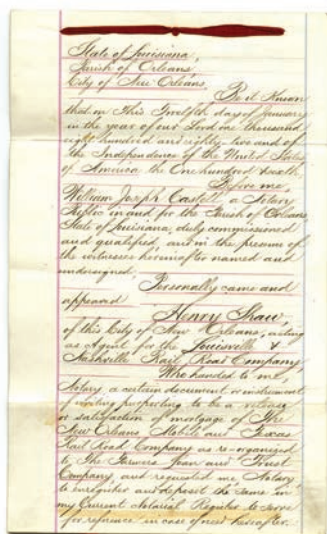 State of Louisiana,
Parish of Orleans
City of New Orleans,
Be it Known
that on this Twelfth day of January
in the year of our Lord one thousand
eight hundred and eighty-two and of
the Independence of the United States
of America the One hundred & sixth,
Before me,
William Joseph Castell a Notary
Public in and for the Parish of Orleans
State of Louisiana, duly commissioned
and qualified, and in the presence of
the witnesses hereinafter named and
undersigned,
Personally came and
appeared
Henry Shaw,
of this City of New Orleans, acting
as Agent for the Louisville &
Nashville Rail Road Company,
Who handed to me,
Notary, a certain document or instrument
of writing purporting to be a release
or satisfaction of mortgage of The
New Orleans Mobile and Texas
Rail Road Company as re-organized
to The Farmers Loan and Trust
Company, and requested me, Notary,
to enregister and deposit the same in
my Current Notarial Register to serve
for reference in case of need hereafter.